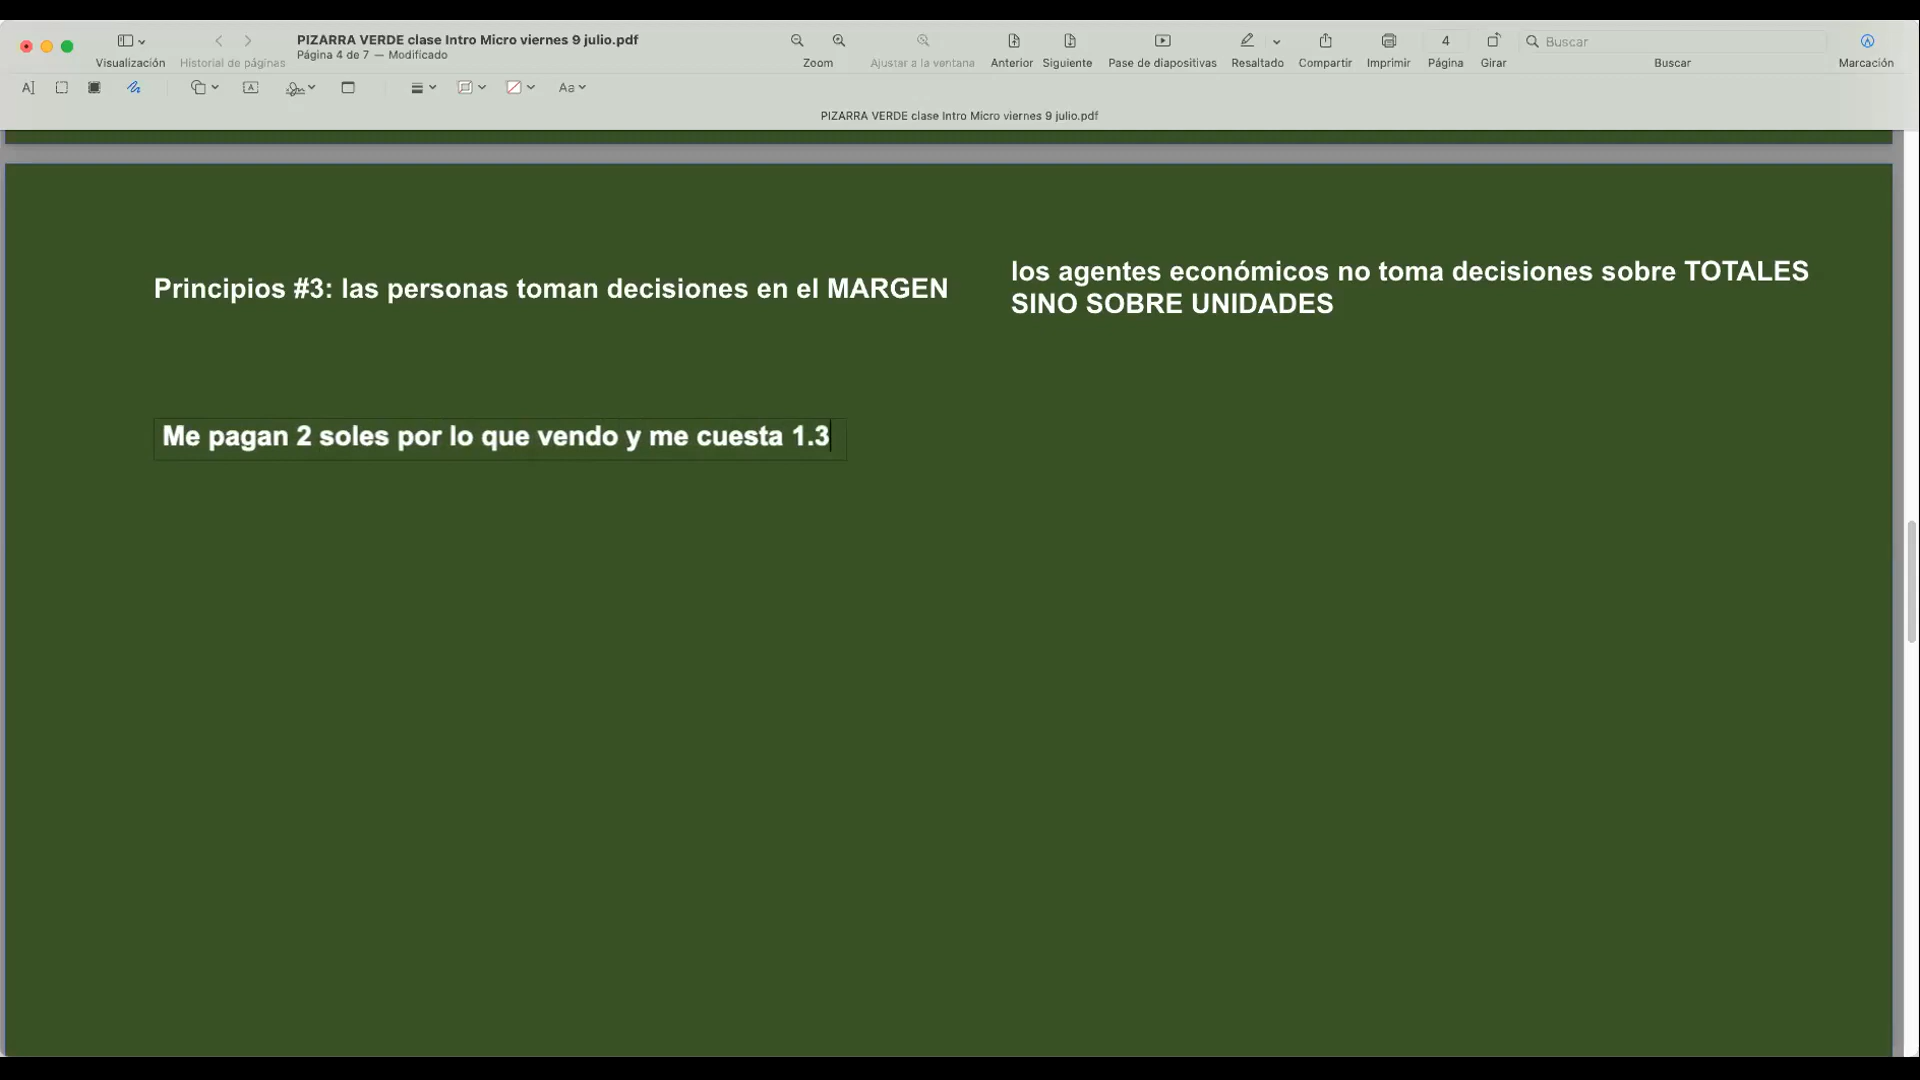 PIZARRA VERDE clase Intro Micro viernes 9 julio.pdf
Página 4 de 7 — Modificado
Visualización
Historial de páginas
Zoom
Ajustar a la ventana
Anterior
Siguiente
Pase de diapositivas
Resaltado
Compartir
Imprimir
4
Página
Girar
Buscar
Buscar
Marcación
A
A
Aa
PIZARRA VERDE clase Intro Micro viernes 9 julio.pdf
Principios #3: las personas toman decisiones en el MARGEN
los agentes económicos no toma decisiones sobre TOTALES
SINO SOBRE UNIDADES
Me pagan 2 soles por lo que vendo y me cuesta 1.3